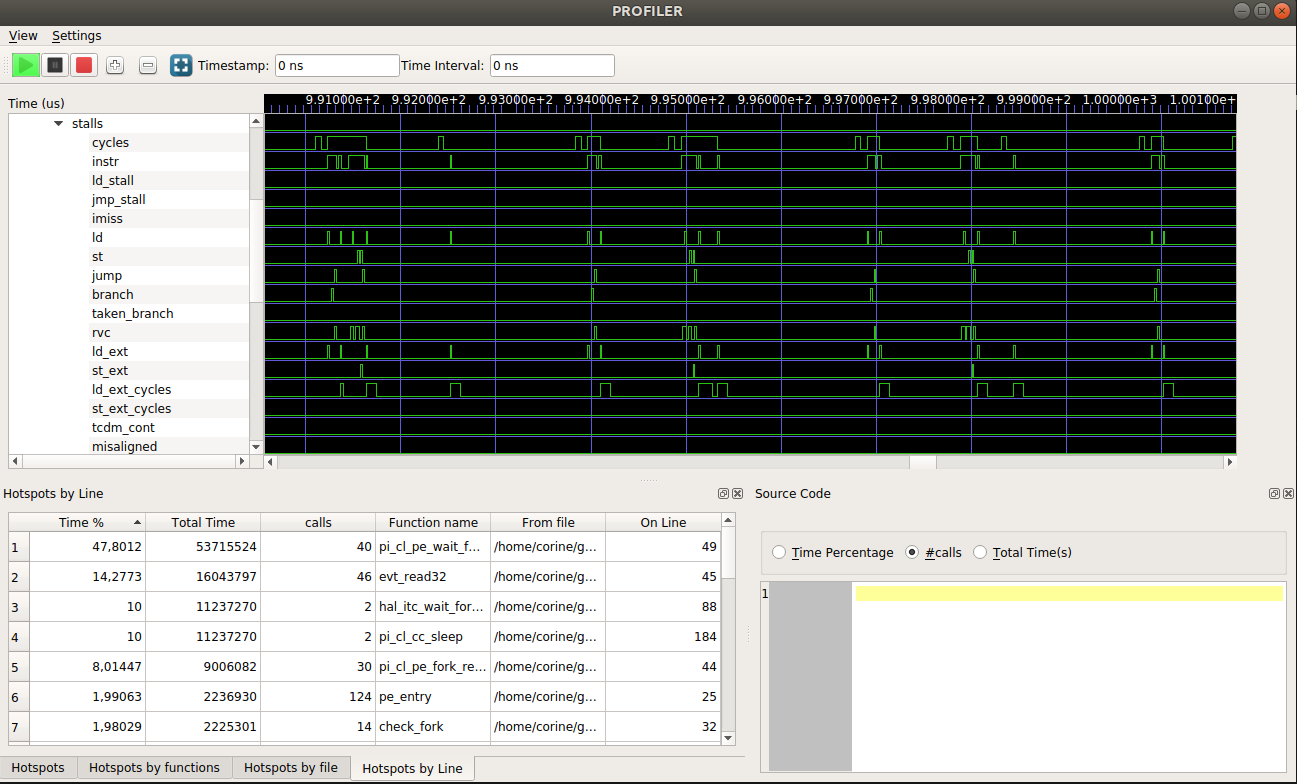 PROFILER
View Settings
Timestamp: 0 ns Time Interval: 0 ns
Time (us)
9.91000e+2 9.92000e+2 9.93000e+2 9.94000e+2 9.95000e+2 9.96000e+2 9.97000e+2 9.98000e+2 9.99000e+2 1.00000e+3 1.00100e+
stalls
cycles
instr
ld_stall
jmp_stall
imiss
ld
st
jump
branch
taken_branch
rvc
ld_ext
st_ext
ld_ext_cycles
st_ext_cycles
tcdm_cont
misaligned
Hotspots by Line
Time % Total Time calls Function name From file On Line
1 47,8012 53715524 40 pi_cl_pe_wait_f... /home/corine/g... 49
2 14,2773 16043797 46 evt_read32 /home/corine/g... 45
3 10 11237270 2 hal_itc_wait_for... /home/corine/g... 88
4 10 11237270 2 pi_cl_cc_sleep /home/corine/g... 184
5 8,01447 9006082 30 pi_cl_pe_fork_re... /home/corine/g... 44
6 1,99063 2236930 124 pe_entry /home/corine/g... 25
7 1,98029 2225301 14 check_fork /home/corine/g... 32
Hotspots Hotspots by functions Hotspots by file Hotspots by Line
Source Code
Time Percentage #calls Total Time(s)
1